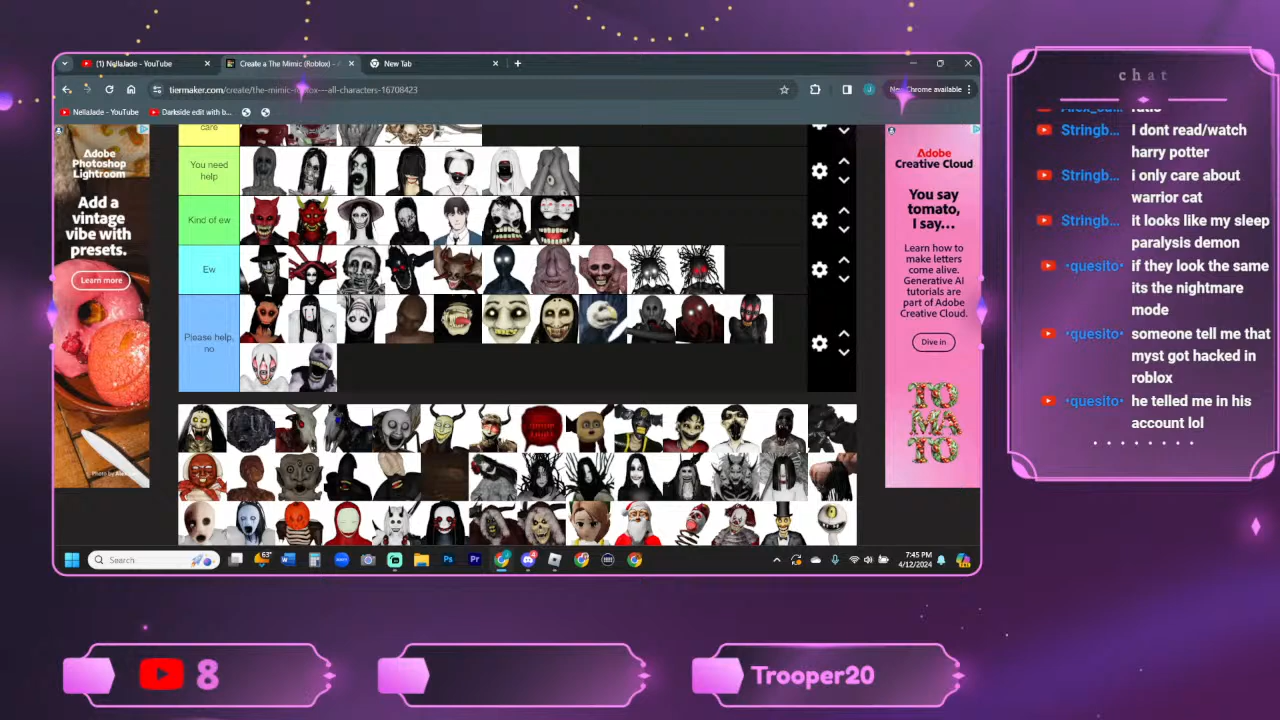 (1) NellaJade - YouTube
Create a The Mimic (Roblox) - A
New Tab
tiermaker.com/create/the-mimic-roblox---all-characters-16708423
New Chrome available
NellaJade - YouTube
Darkside edit with b...
Adobe
Photoshop
Lightroom
Add a
vintage
vibe with
presets.
Learn more
care
You need
help
Kind of ew
Ew
Please help,
no
Adobe
Creative Cloud
You say
tomato,
I say...
Learn how to
make letters
come alive.
Generative AI
tutorials are
part of Adobe
Creative Cloud.
Dive in
TO
MA
TO
Search
63°
7:45 PM
4/12/2024
chat
Stringb... I dont read/watch
harry potter
Stringb... i only care about
warrior cat
Stringb... it looks like my sleep
paralysis demon
•quesito• if they look the same
its the nightmare
mode
•quesito• someone tell me that
myst got hacked in
roblox
•quesito• he telled me in his
account lol
8
Trooper20